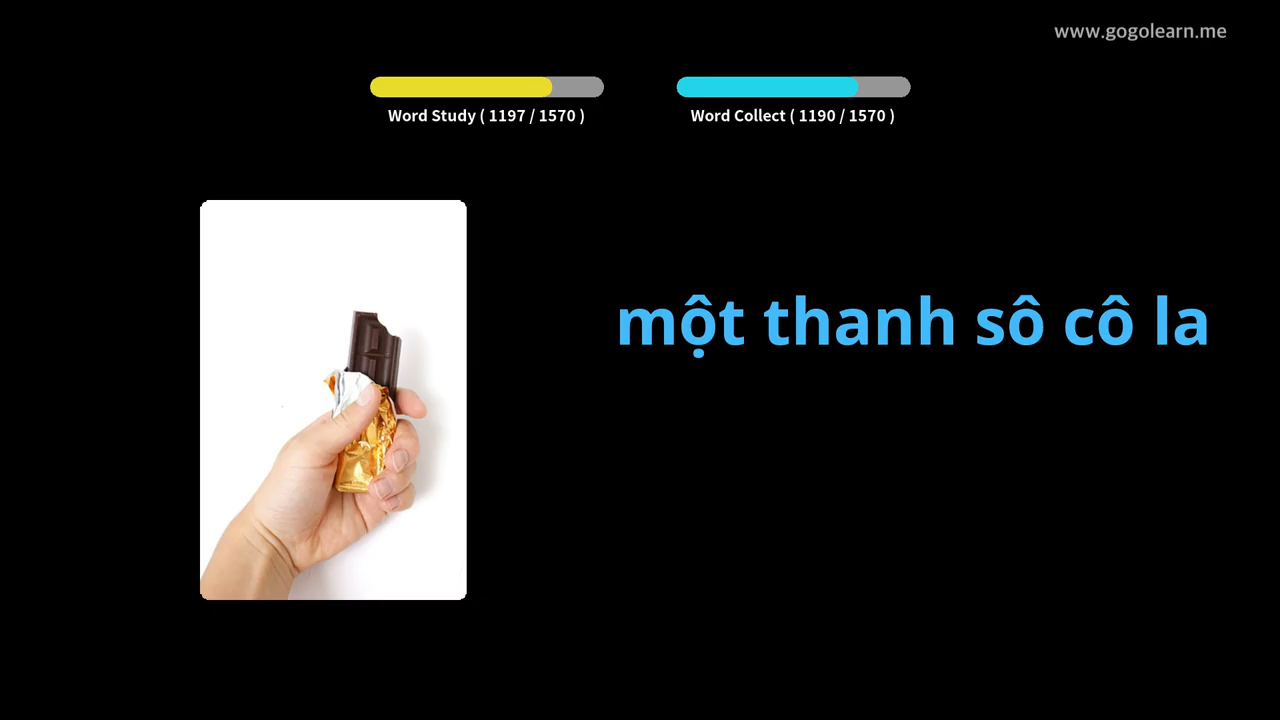 www.gogolearn.me
Word Study ( 1197 / 1570 )
Word Collect ( 1190 / 1570 )
một thanh sô cô la